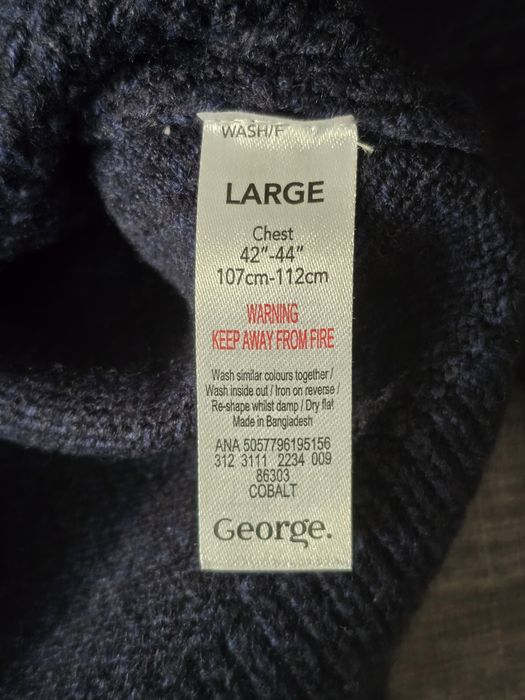 WASH/F
LARGE
Chest
42"-44"
107cm-112cm
WARNING
KEEP AWAY FROM FIRE
Wash similar colours together /
Wash inside out / Iron on reverse /
Re-shape whilst damp / Dry flat
Made in Bangladesh
ANA 5057796195156
312 3111 2234 009
86303
COBALT
George.